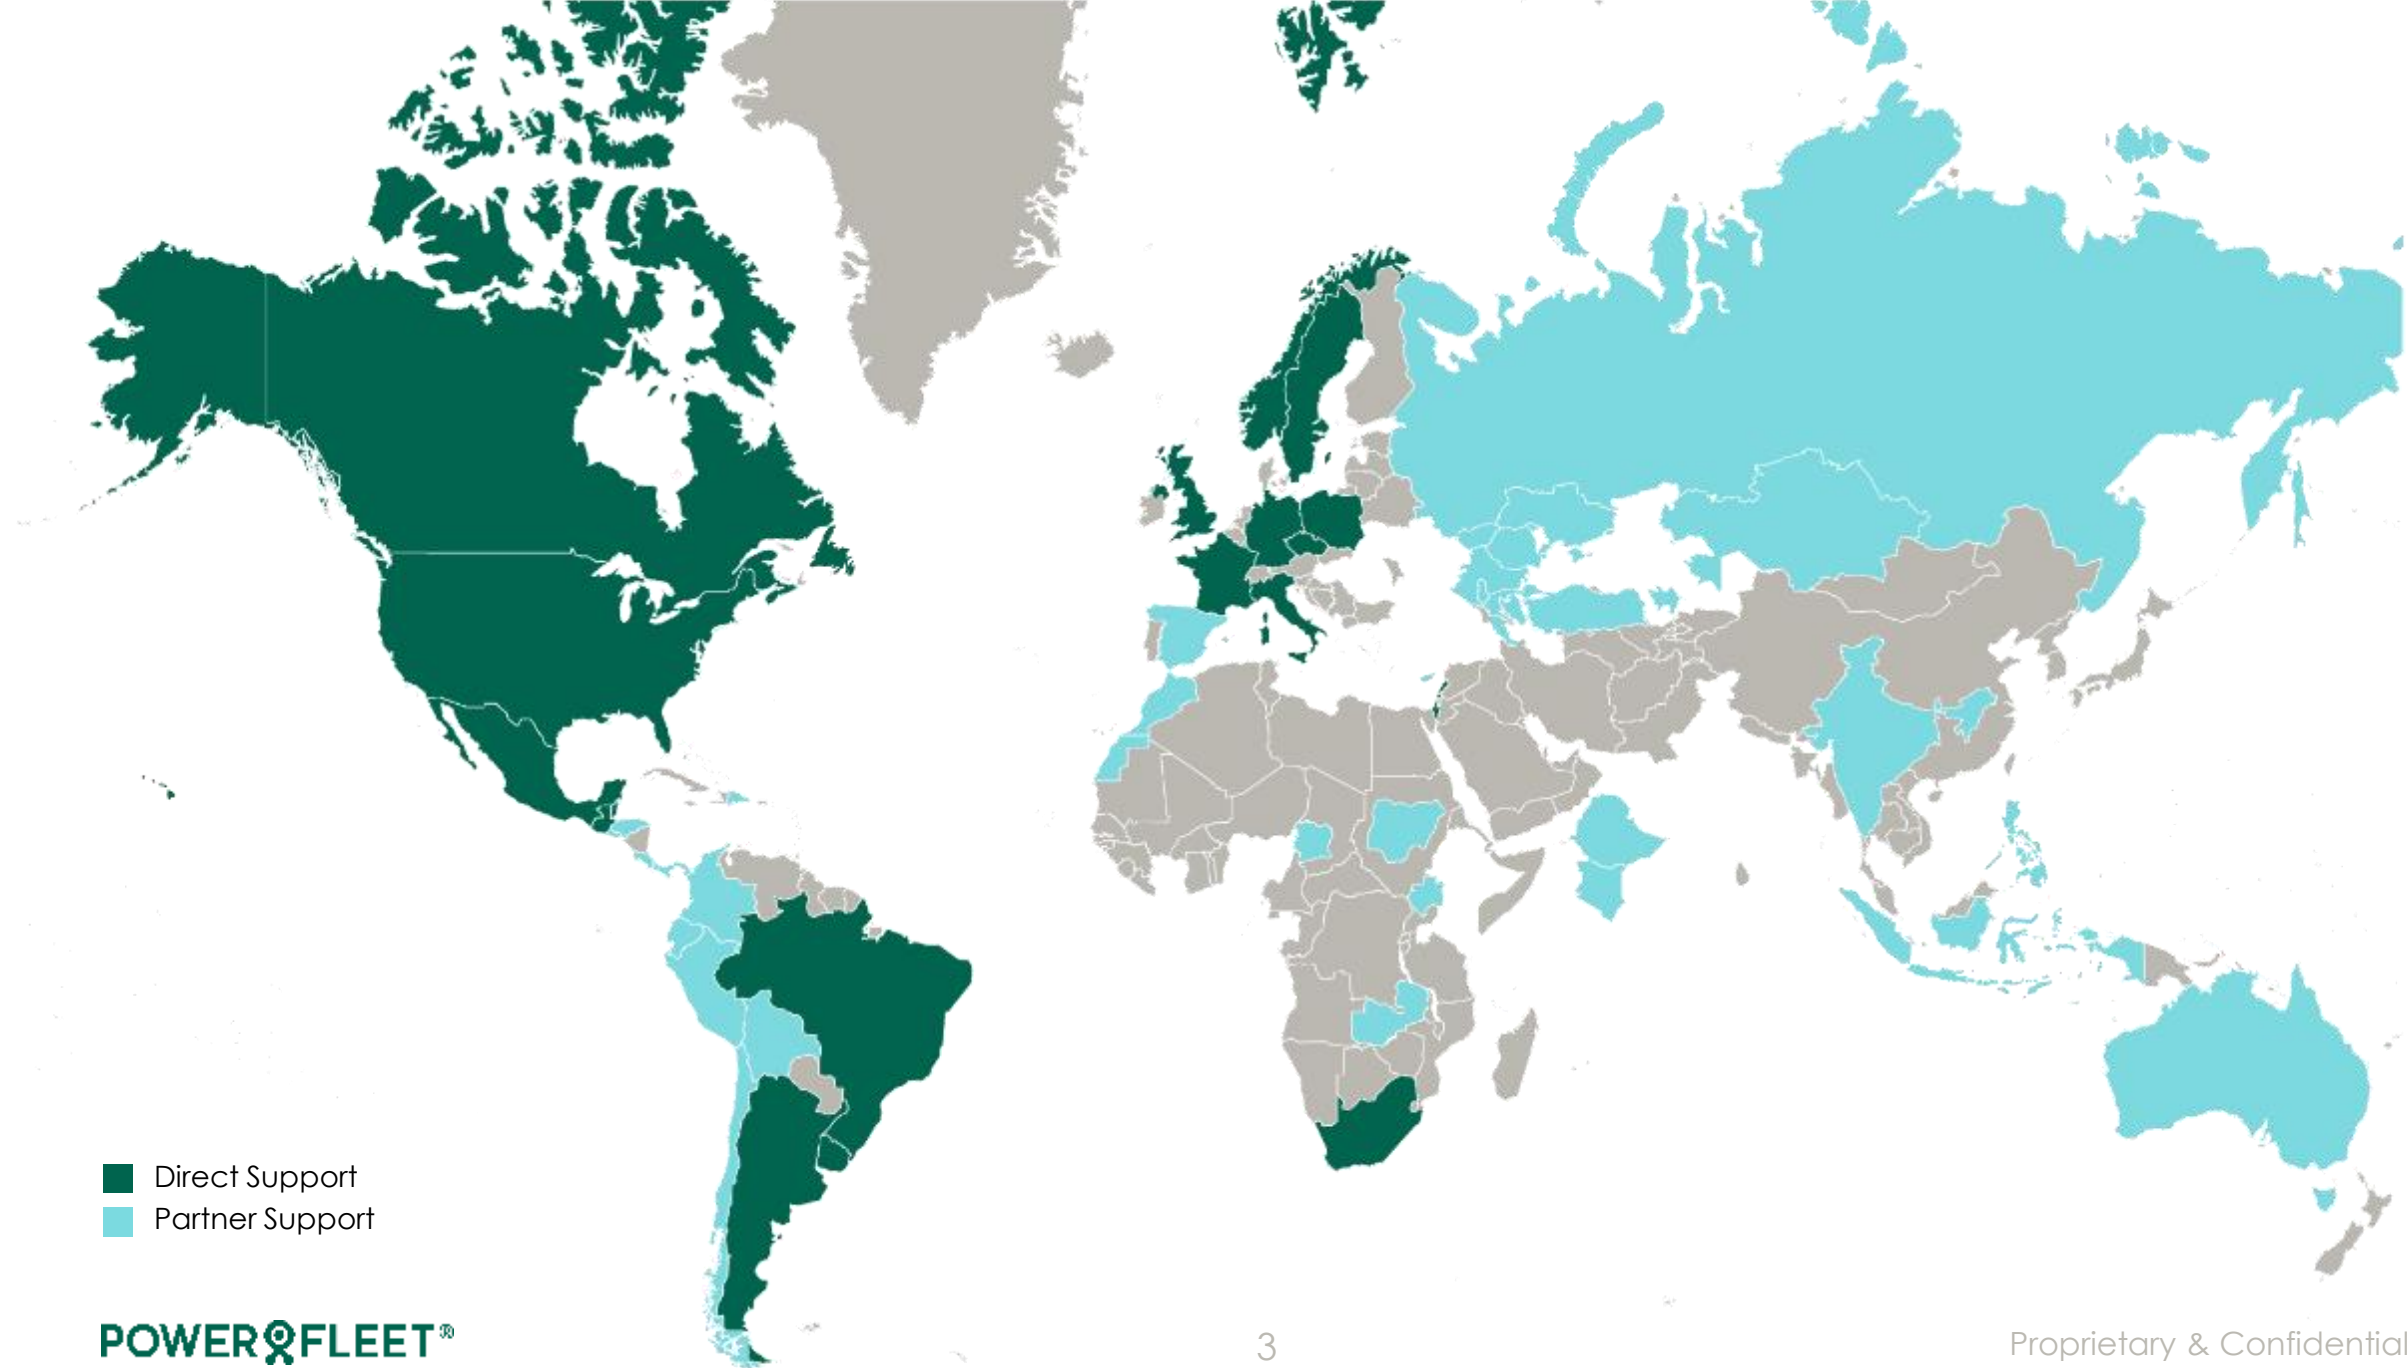 Direct Support
Partner Support
POWERFLEET®
3
Proprietary & Confidential